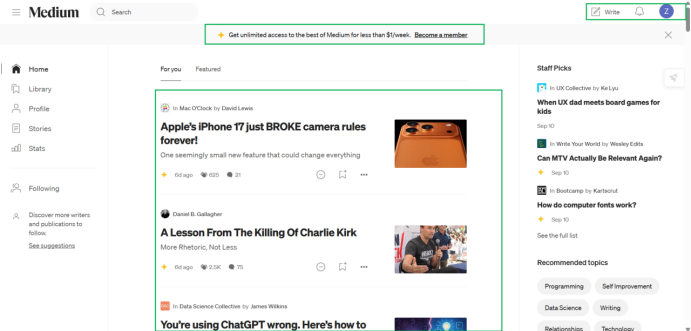 Medium
Search
Write
Z
Get unlimited access to the best of Medium for less than $1/week. Become a member
Home
Library
Profile
Stories
Stats
Following
Discover more writers
and publications to
follow.
See suggestions
For you
Featured
In Mac O'Clock by David Lewis
Apple's iPhone 17 just BROKE camera rules
forever!
One seemingly small new feature that could change everything
6d ago
625
21
Daniel B. Gallagher
A Lesson From The Killing Of Charlie Kirk
More Rhetoric, Not Less
6d ago
2.5K
75
In Data Science Collective by James Wilkins
You're using ChatGPT wrong. Here's how to
Staff Picks
In UX Collective by Ke Lyu
When UX dad meets board games for
kids
Sep 10
In Write Your World by Wesley Edits
Can MTV Actually Be Relevant Again?
Sep 10
In Bootcamp by Kartscrut
How do computer fonts work?
Sep 10
See the full list
Recommended topics
Programming
Self Improvement
Data Science
Writing
Relationships
Technology